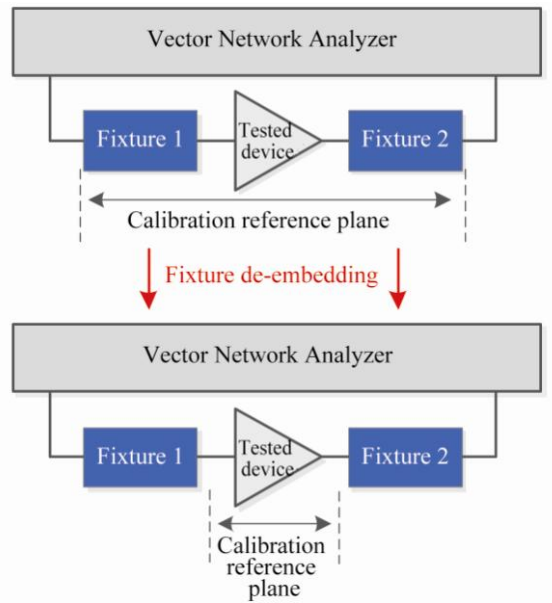 Vector Network Analyzer
Fixture 1
Tested
device
Fixture 2
Calibration reference plane
Fixture de-embedding
Vector Network Analyzer
Fixture 1
Tested
device
Fixture 2
Calibration
reference
plane